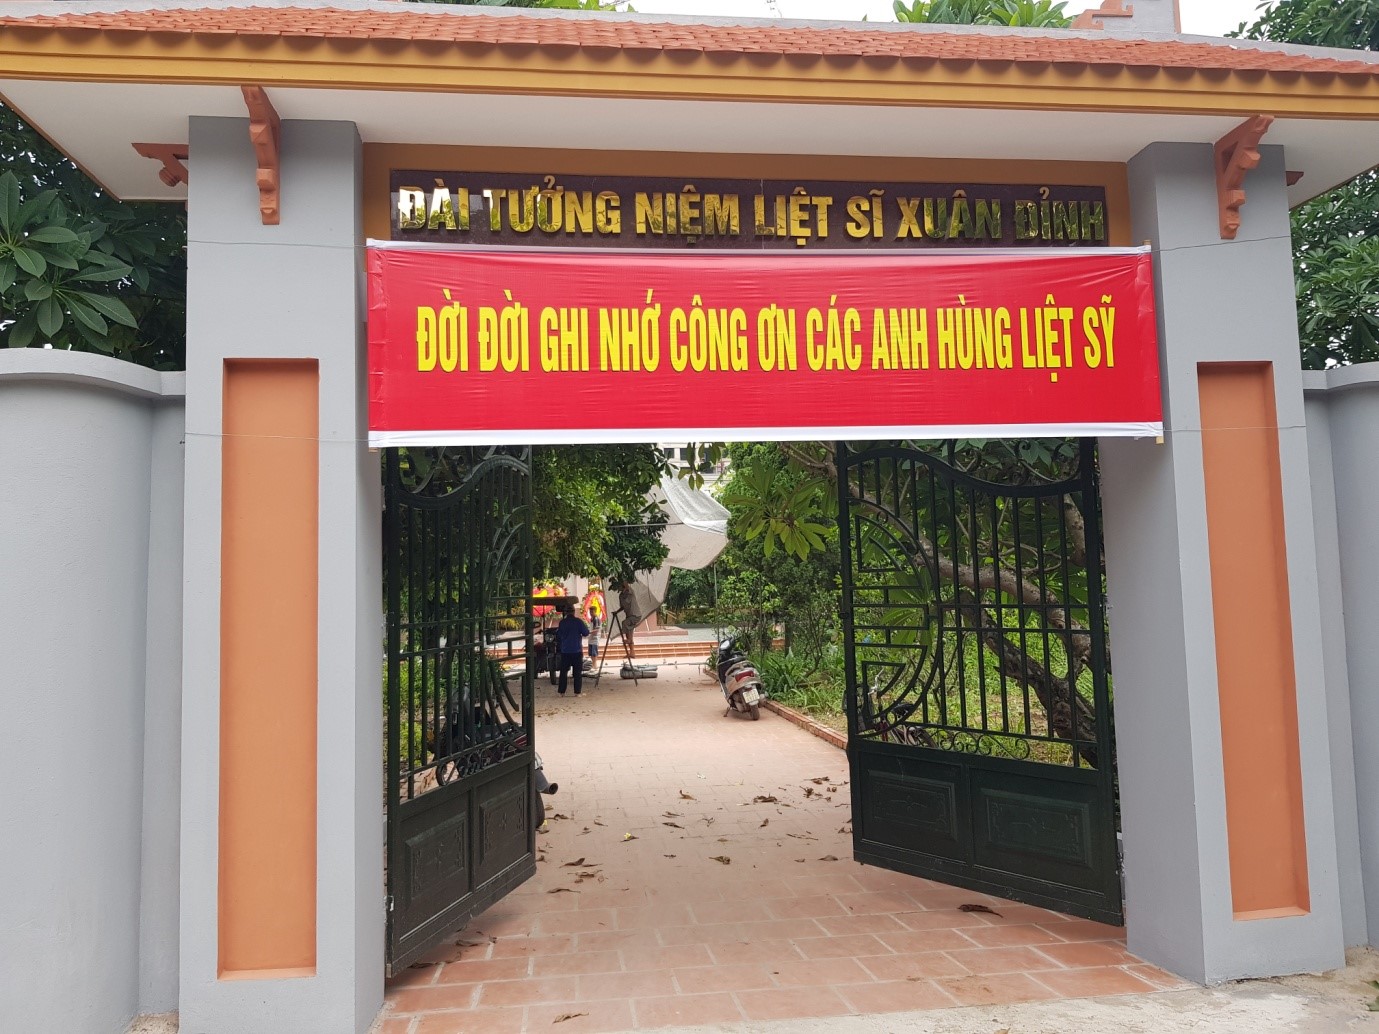 ĐÀI TƯỞNG NIỆM LIỆT SĨ XUÂN ĐỈNH
ĐỜI ĐỜI GHI NHỚ CÔNG ƠN CÁC ANH HÙNG LIỆT SỸ